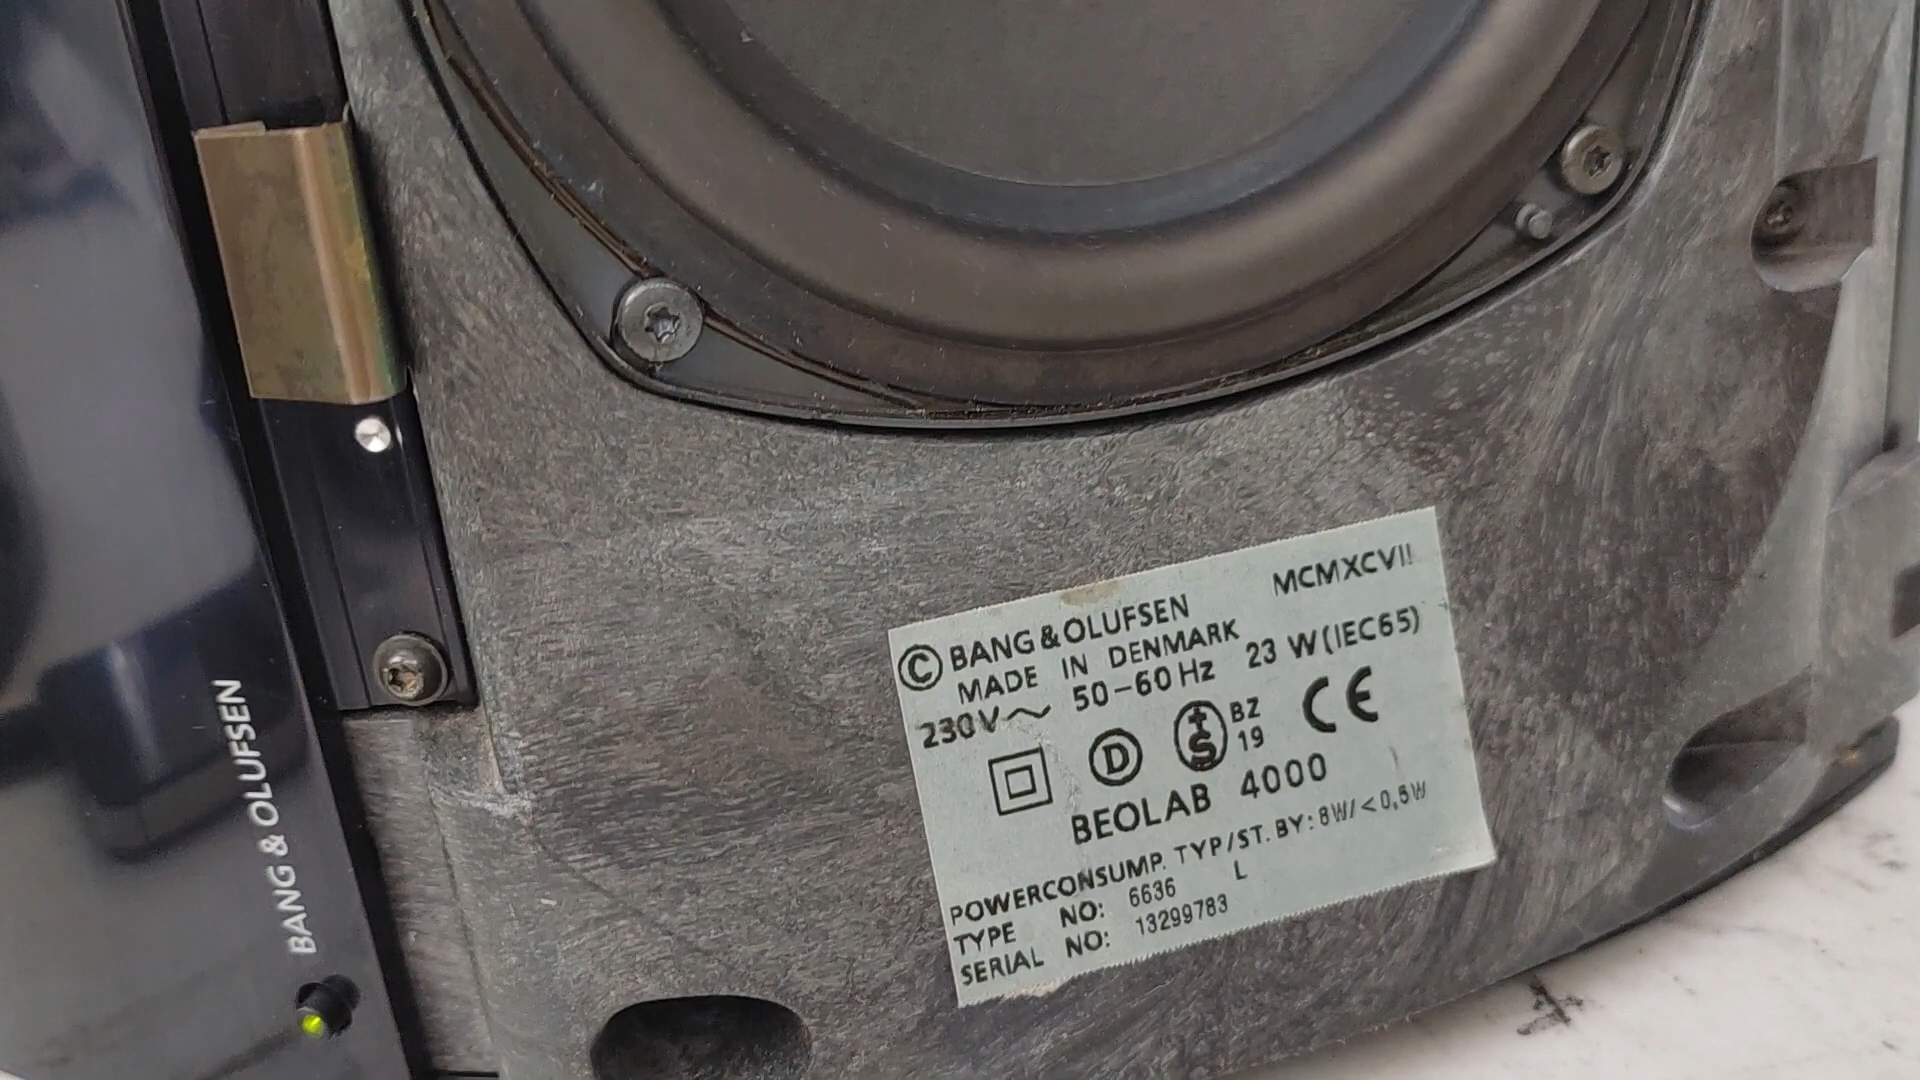 MCMXCVII
© BANG & OLUFSEN
MADE IN DENMARK
230V~ 50-60 Hz 23 W (IEC65)
D +S BZ 19 CE
BEOLAB 4000
POWERCONSUMP. TYP/ST. BY: 8W/<0,5W
TYPE NO: 6636 L
SERIAL NO: 13299783
BANG & OLUFSEN